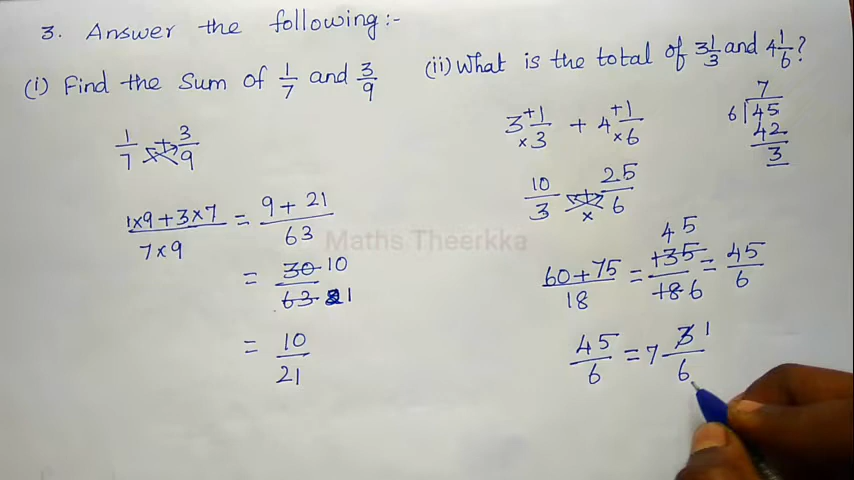 3. Answer the following:-
(i) Find the Sum of 1/7 and 3/9
1/7 + 3/9
1×9+3×7/7×9 = 9+21/63
= 30/63 10/21
= 10/21
(ii) What is the total of 3 1/3 and 4 1/6?
3 +1/×3 + 4 +1/×6
10/3 + 25/6
×
60+75/18 = 135/18 45/6 = 45/6
45/6 = 7 3/6 1
7
6)45
42
3
Maths Theerkka